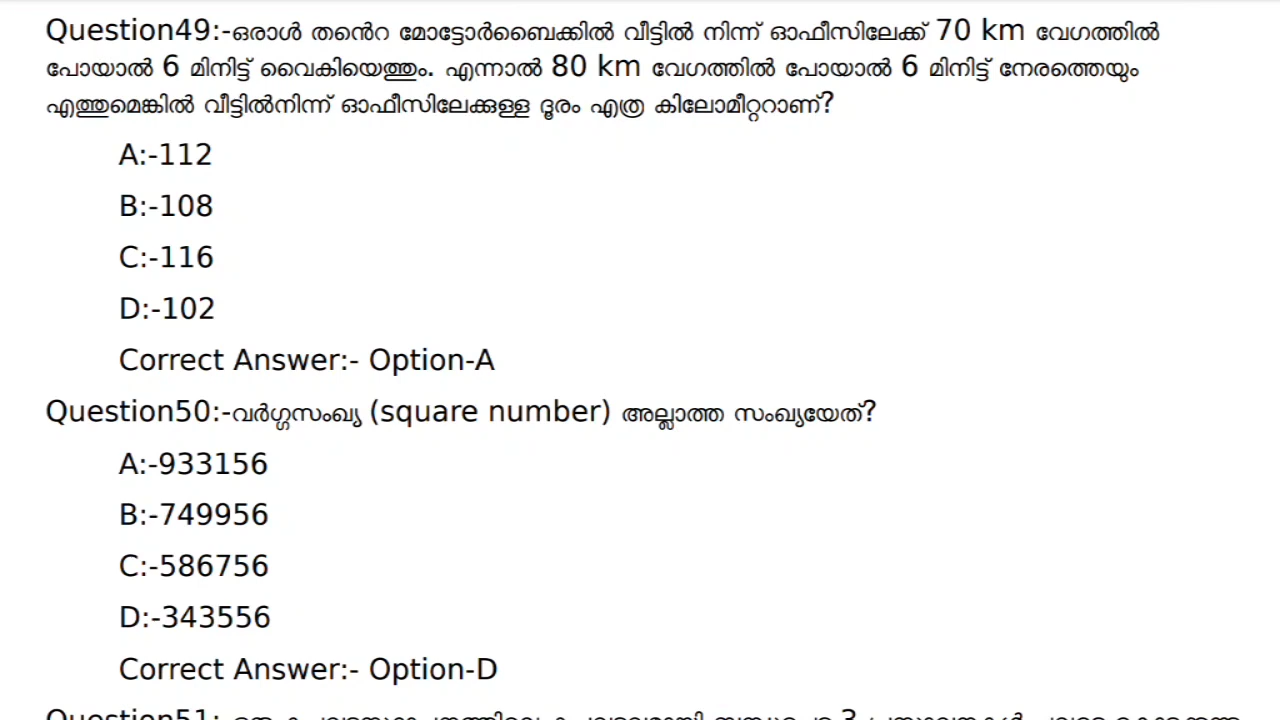 Question49:-ഒരാൾ തൻെറ മോട്ടോർബൈക്കിൽ വീട്ടിൽ നിന്ന് ഓഫീസിലേക്ക് 70 km വേഗത്തിൽ
പോയാൽ 6 മിനിട്ട് വൈകിയെത്തും. എന്നാൽ 80 km വേഗത്തിൽ പോയാൽ 6 മിനിട്ട് നേരത്തെയും
എത്തുമെങ്കിൽ വീട്ടിൽനിന്ന് ഓഫീസിലേക്കുള്ള ദൂരം എത്ര കിലോമീറ്ററാണ്?
A:-112
B:-108
C:-116
D:-102
Correct Answer:- Option-A
Question50:-വർഗ്ഗസംഖ്യ (square number) അല്ലാത്ത സംഖ്യയേത്?
A:-933156
B:-749956
C:-586756
D:-343556
Correct Answer:- Option-D
Question51:-